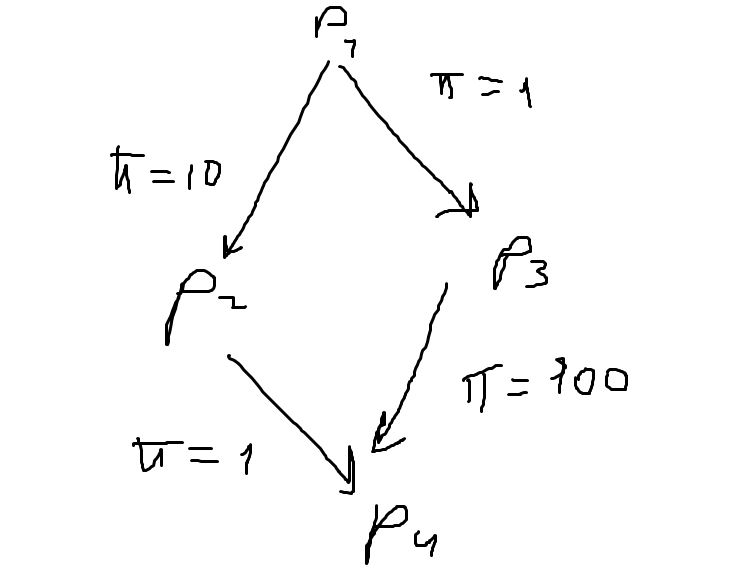 P₁
π = 1
π = 10
P₂
P₃
π = 100
π = 1
P₄